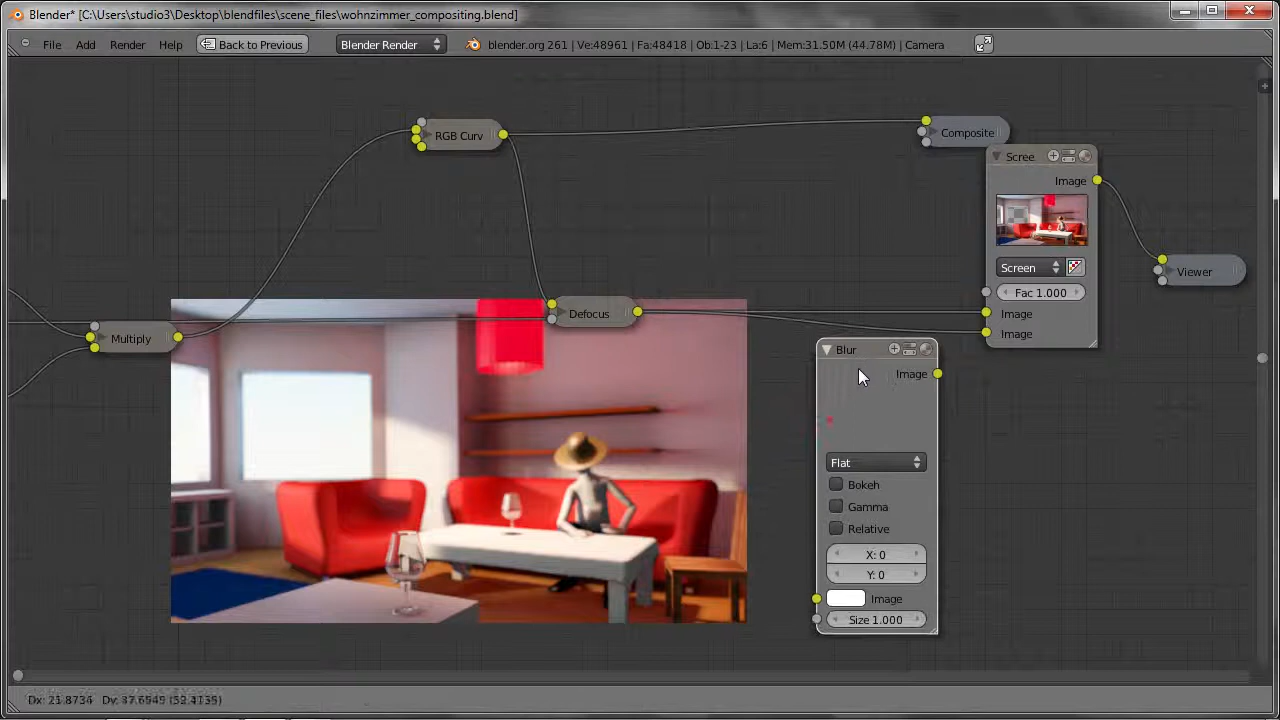 Blender* [C:\Users\studio3\Desktop\blendfiles\scene_files\wohnzimmer_compositing.blend]
File Add Render Help Back to Previous Blender Render blender.org 261 | Ve:48961 | Fa:48418 | Ob:1-23 | La:6 | Mem:31.50M (44.78M) | Camera
RGB Curv
Composite
Scree
Image
Screen
Fac 1.000
Image
Image
Viewer
Defocus
Multiply
Blur
Image
Flat
Bokeh
Gamma
Relative
X: 0
Y: 0
Image
Size 1.000